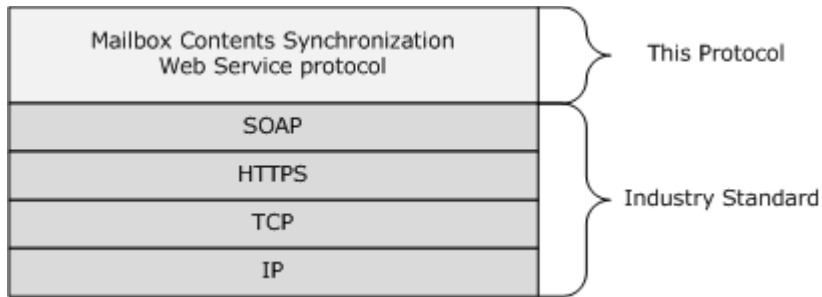 Mailbox Contents Synchronization
Web Service protocol
This Protocol
SOAP
HTTPS
TCP
IP
Industry Standard